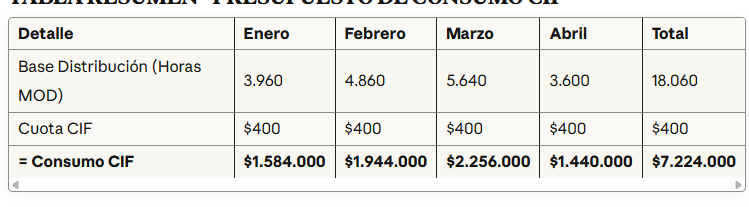 TABLA RESUMEN - PRESUPUESTO DE CONSUMO CIF
Detalle Enero Febrero Marzo Abril Total
Base Distribución (Horas
MOD) 3.960 4.860 5.640 3.600 18.060
Cuota CIF $400 $400 $400 $400 $400
= Consumo CIF $1.584.000 $1.944.000 $2.256.000 $1.440.000 $7.224.000